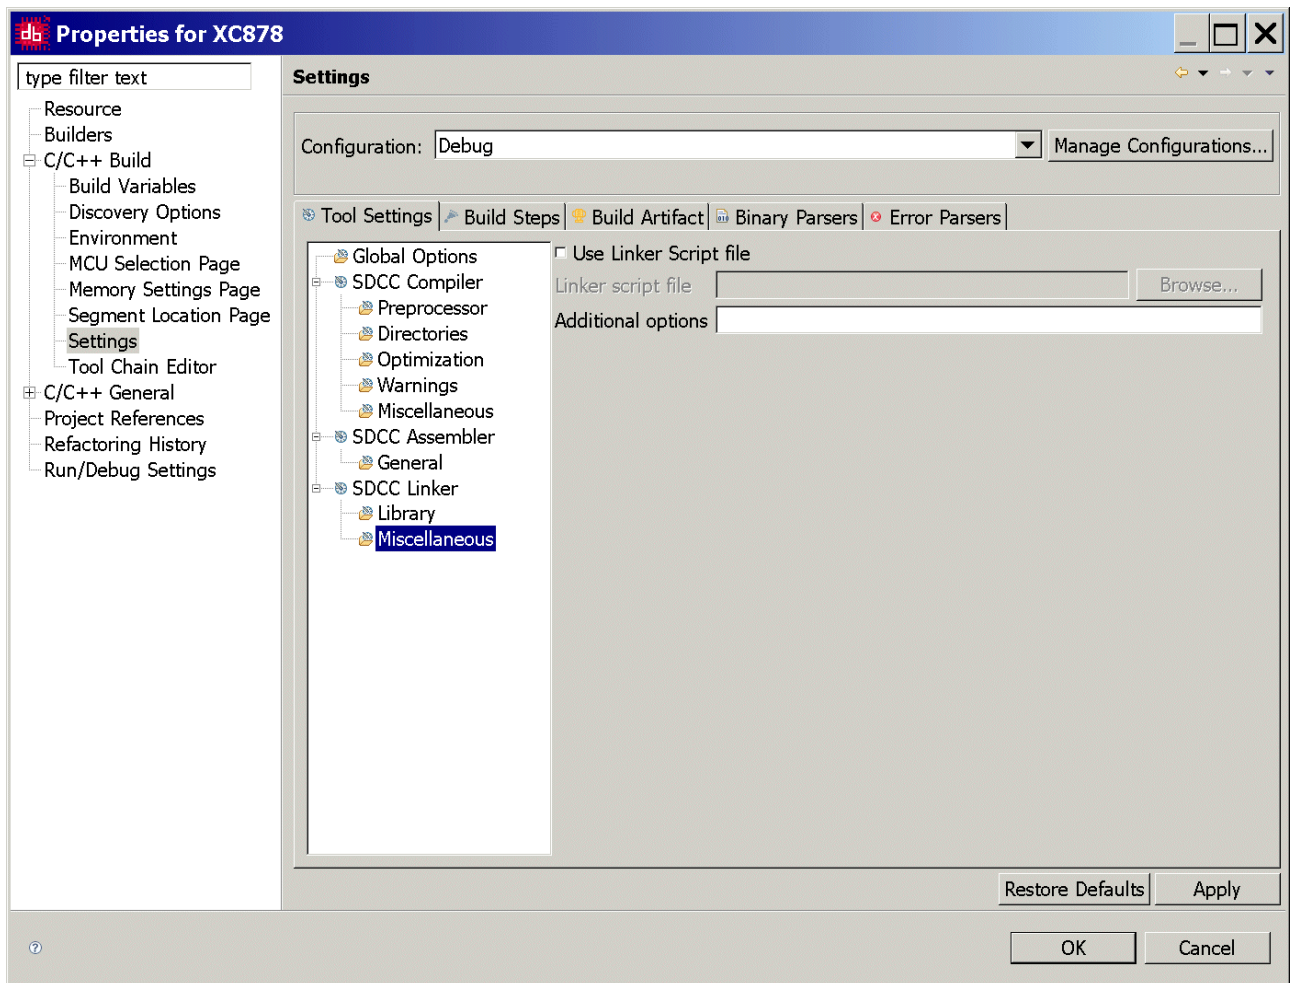 db Properties for XC878
type filter text
Resource
Builders
C/C++ Build
Build Variables
Discovery Options
Environment
MCU Selection Page
Memory Settings Page
Segment Location Page
Settings
Tool Chain Editor
C/C++ General
Project References
Refactoring History
Run/Debug Settings
Settings
Configuration: Debug Manage Configurations...
Tool Settings Build Steps Build Artifact Binary Parsers Error Parsers
Global Options
SDCC Compiler
Preprocessor
Directories
Optimization
Warnings
Miscellaneous
SDCC Assembler
General
SDCC Linker
Library
Miscellaneous
Use Linker Script file
Linker script file Browse...
Additional options
Restore Defaults Apply
? OK Cancel